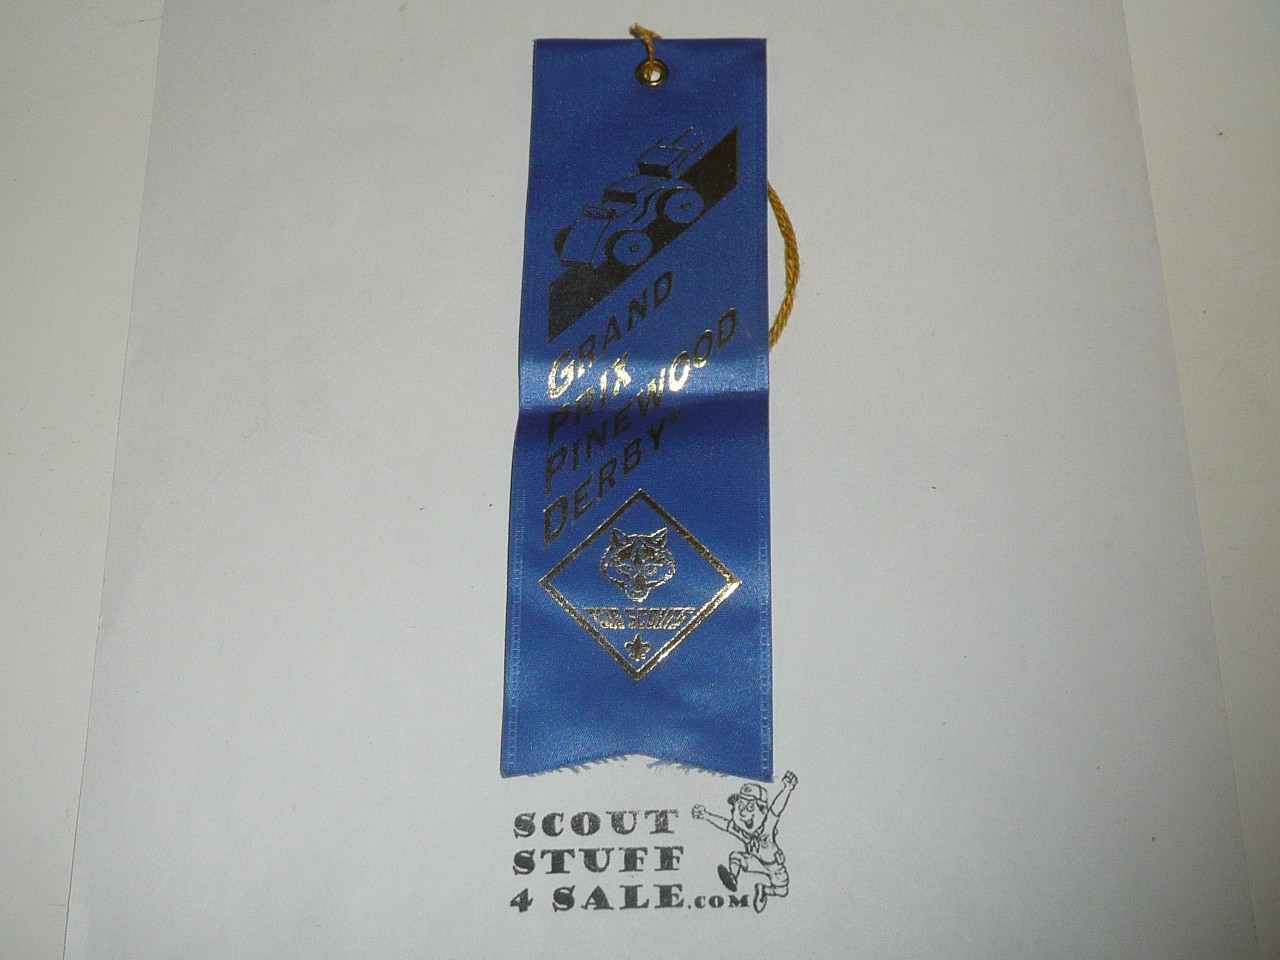 GRAND
PRIX
PINEWOOD
DERBY®
CUB SCOUTS
SCOUT
STUFF
4 SALE.COM